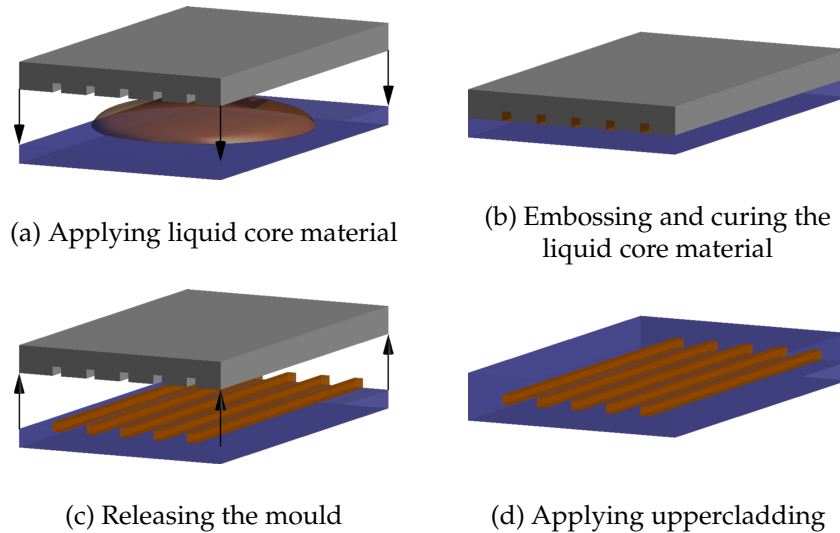 (a) Applying liquid core material
(b) Embossing and curing the
liquid core material
(c) Releasing the mould
(d) Applying uppercladding